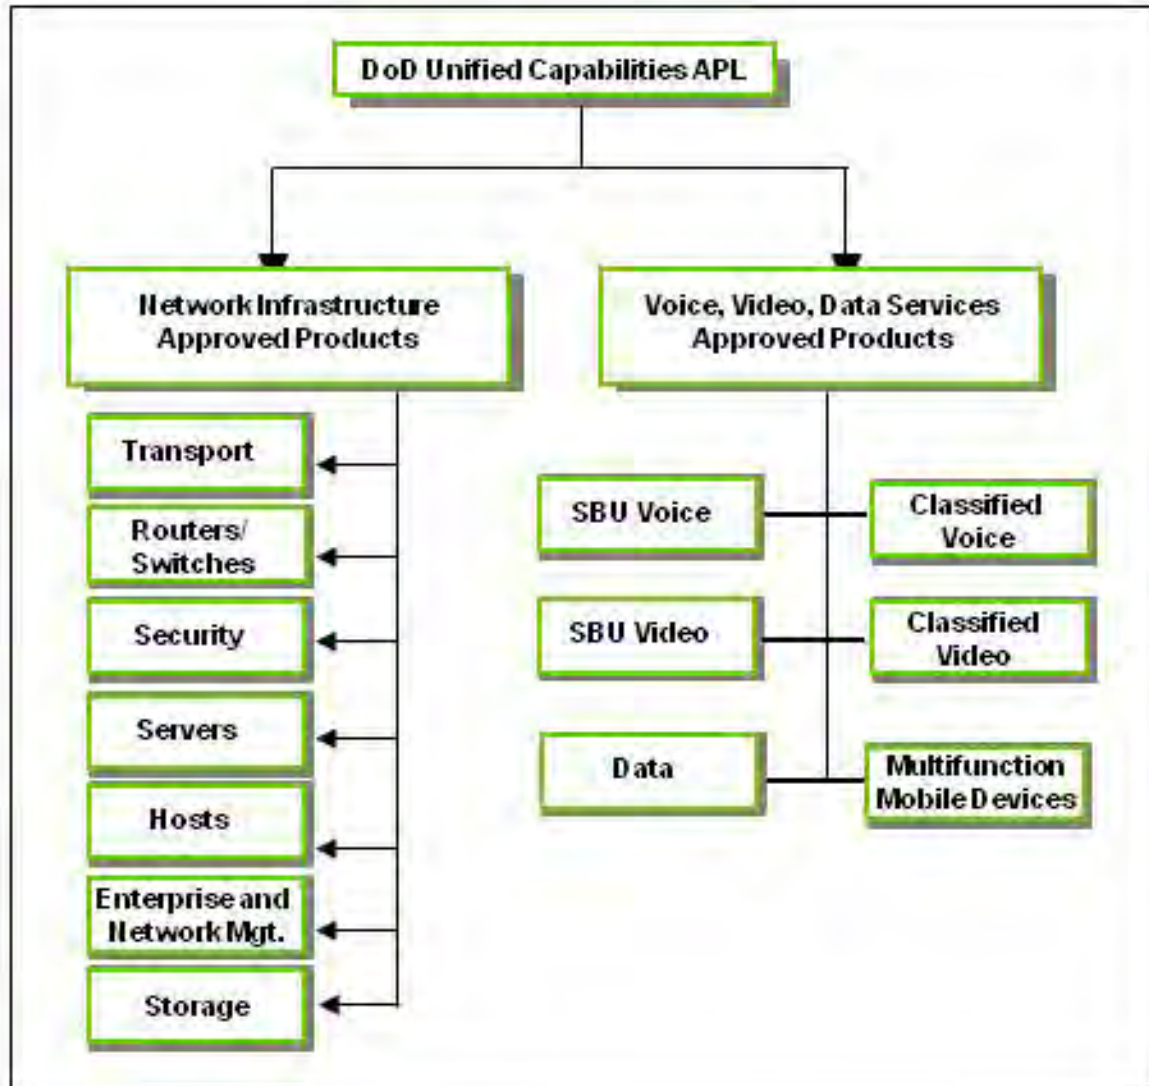 DoD Unified Capabilities APL
Network Infrastructure
Approved Products
Voice, Video, Data Services
Approved Products
Transport
Routers/
Switches
Security
Servers
Hosts
Enterprise and
Network Mgt.
Storage
SBU Voice
Classified
Voice
SBU Video
Classified
Video
Data
Multifunction
Mobile Devices